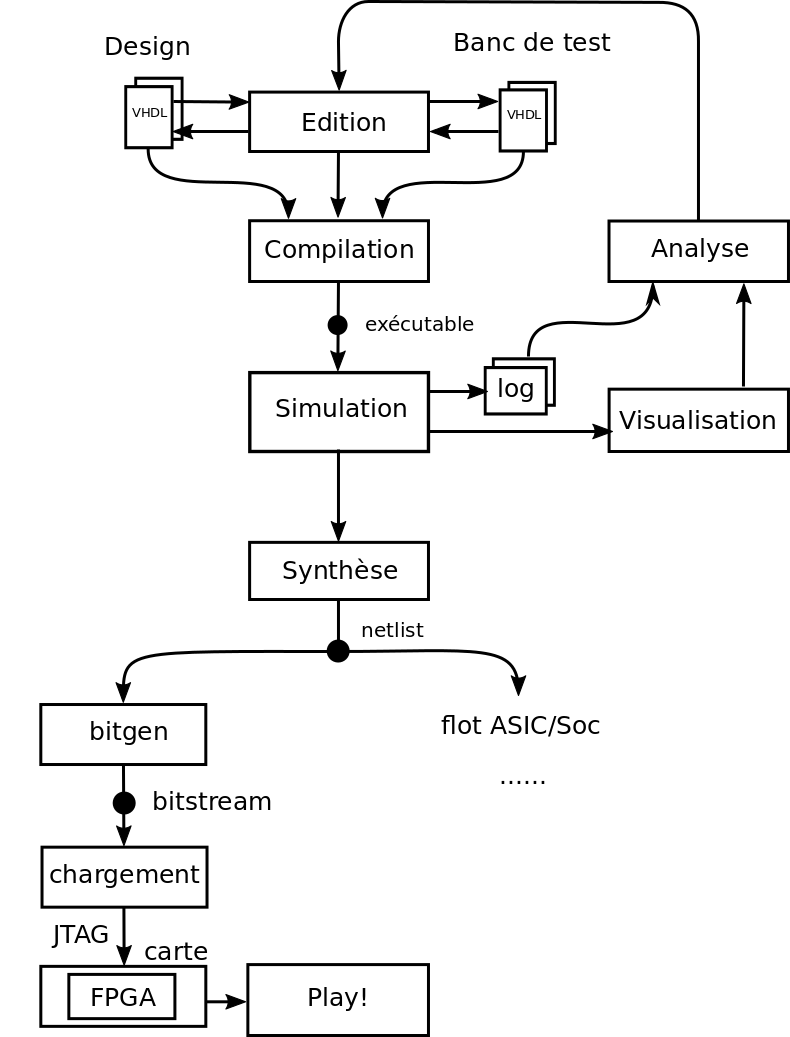 Design
Banc de test
VHDL
Edition
VHDL
Compilation
Analyse
exécutable
Simulation
log
Visualisation
Synthèse
netlist
bitgen
flot ASIC/Soc
......
bitstream
chargement
JTAG
carte
FPGA
Play!